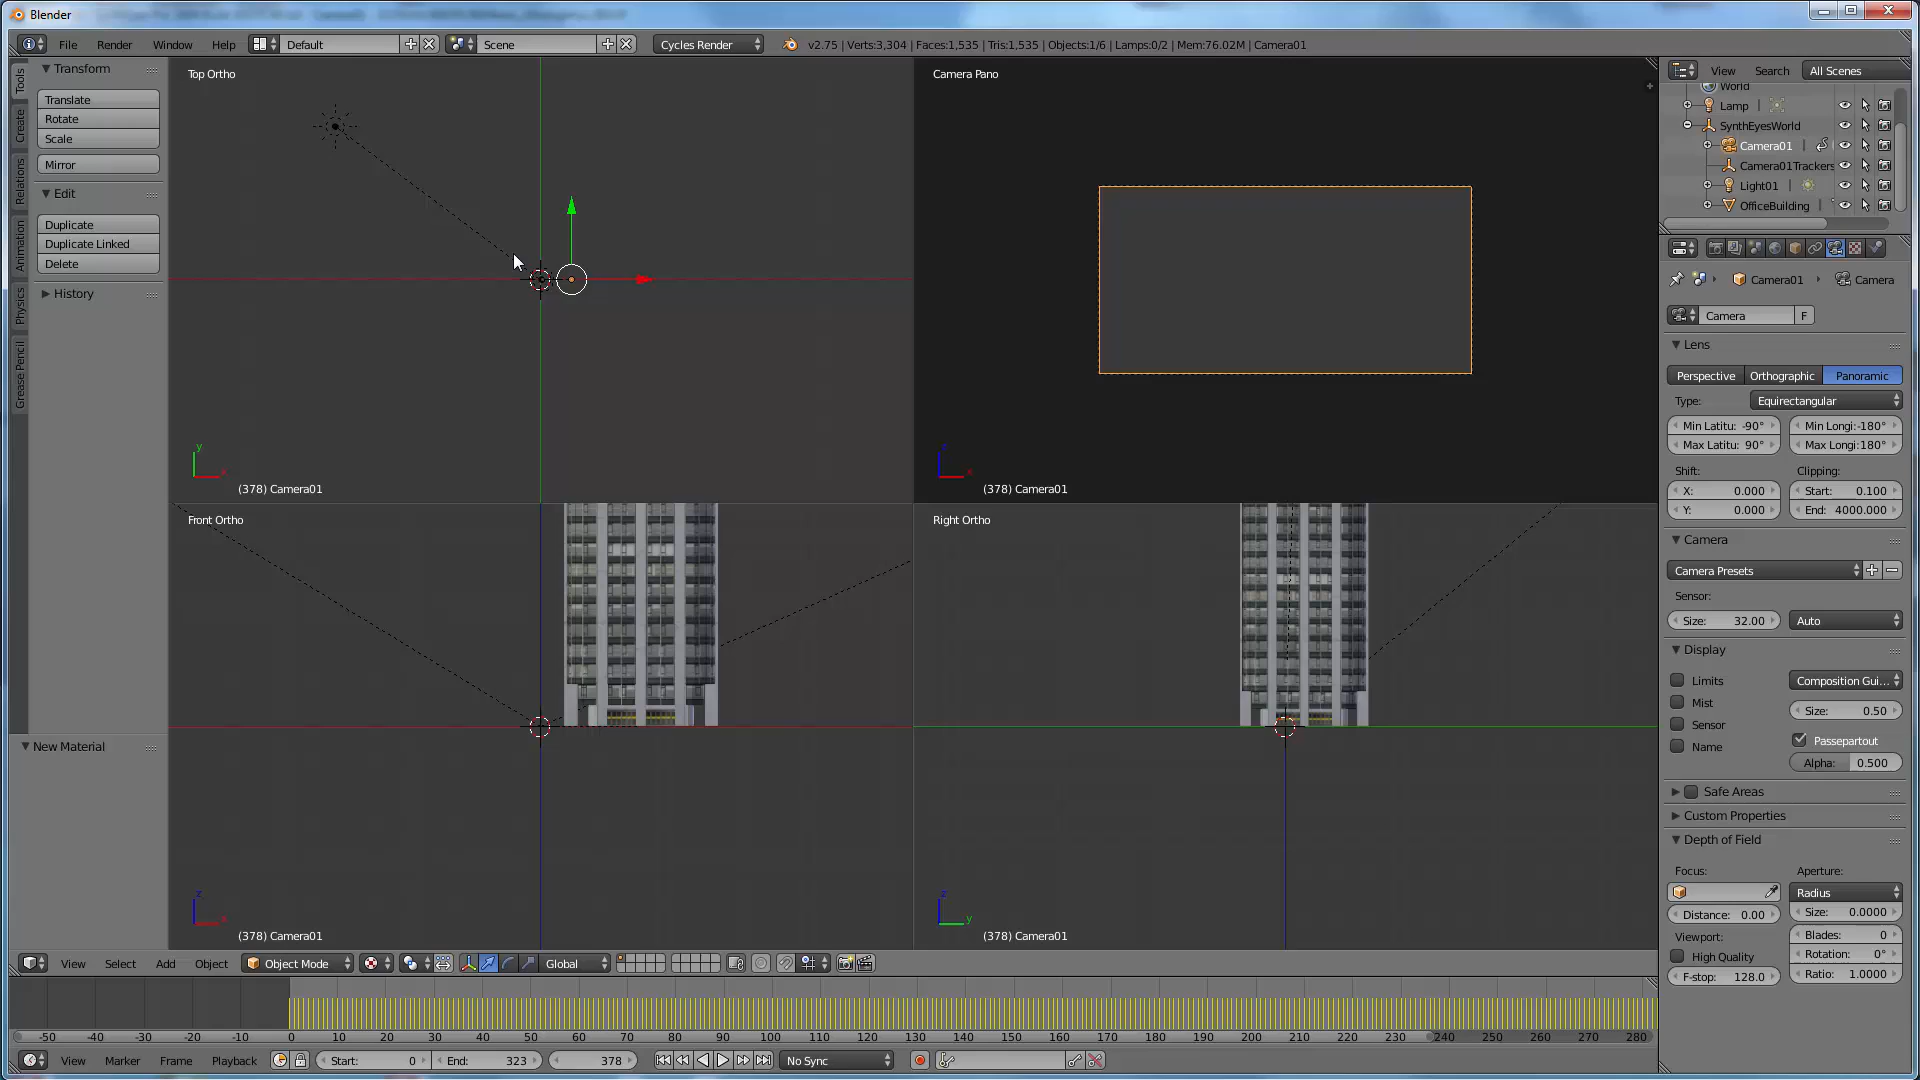 Blender
File Render Window Help Default Scene Cycles Render v2.75 | Verts:3,304 | Faces:1,535 | Tris:1,535 | Objects:1/6 | Lamps:0/2 | Mem:76.02M | Camera01
Tools
Create
Relations
Animation
Physics
Grease Pencil
Transform
Translate
Rotate
Scale
Mirror
Edit
Duplicate
Duplicate Linked
Delete
History
New Material
Top Ortho
y
x
(378) Camera01
Camera Pano
z
x
(378) Camera01
Front Ortho
z
x
(378) Camera01
Right Ortho
z
y
(378) Camera01
View Search All Scenes
World
Lamp |
SynthEyesWorld
Camera01 |
Camera01Trackers
Light01 |
OfficeBuilding
Camera01 Camera
Camera F
Lens
Perspective Orthographic Panoramic
Type: Equirectangular
Min Latitu: -90° Min Longi:-180°
Max Latitu: 90° Max Longi:180°
Shift: Clipping:
X: 0.000 Start: 0.100
Y: 0.000 End: 4000.000
Camera
Camera Presets
Sensor:
Size: 32.00 Auto
Display
Limits Composition Gui...
Mist Size: 0.50
Sensor
Name Passepartout
Alpha: 0.500
Safe Areas
Custom Properties
Depth of Field
Focus: Aperture:
Radius
Distance: 0.00 Size: 0.0000
Viewport: Blades: 0
High Quality Rotation: 0°
F-stop: 128.0 Ratio: 1.0000
View Select Add Object Object Mode Global
-50 -40 -30 -20 -10 0 10 20 30 40 50 60 70 80 90 100 110 120 130 140 150 160 170 180 190 200 210 220 230 240 250 260 270 280
View Marker Frame Playback Start: 0 End: 323 378 No Sync